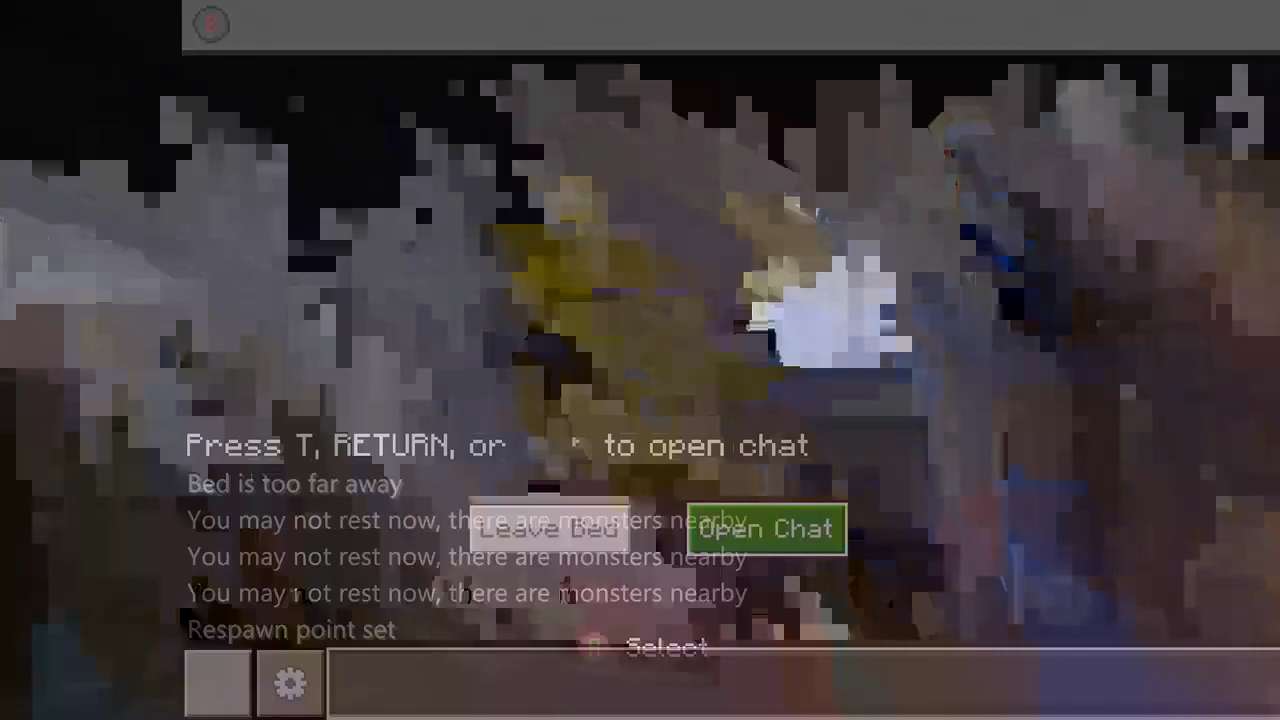 B
Press T, RETURN, or to open chat
Bed is too far away
You may not rest now, there are monsters nearby
Leave Bed
Open Chat
You may not rest now, there are monsters nearby
You may not rest now, there are monsters nearby
Respawn point set
Select